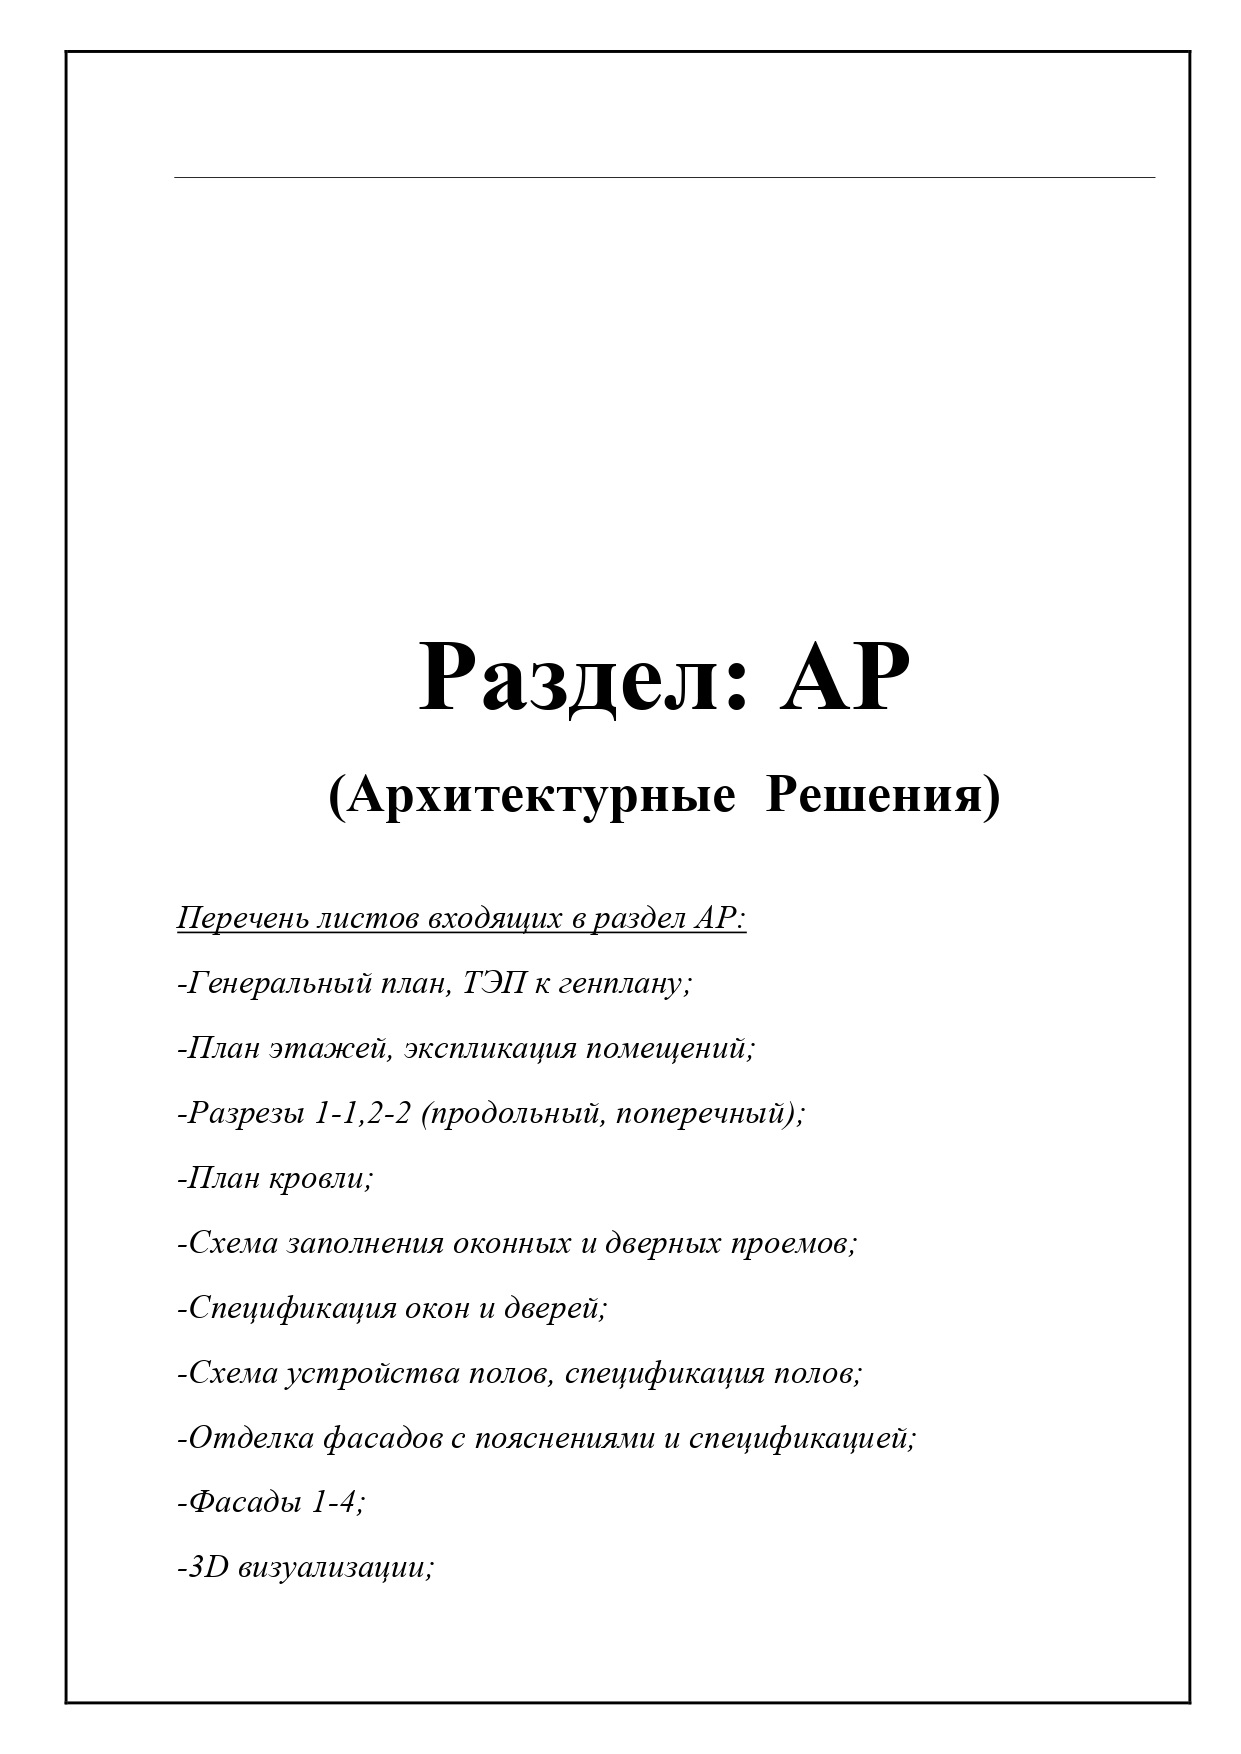 Раздел: АР
(Архитектурные Решения)
Перечень листов входящих в раздел АР:
-Генеральный план, ТЭП к генплану;
-План этажей, экспликация помещений;
-Разрезы 1-1,2-2 (продольный, поперечный);
-План кровли;
-Схема заполнения оконных и дверных проемов;
-Спецификация окон и дверей;
-Схема устройства полов, спецификация полов;
-Отделка фасадов с пояснениями и спецификацией;
-Фасады 1-4;
-3D визуализации;